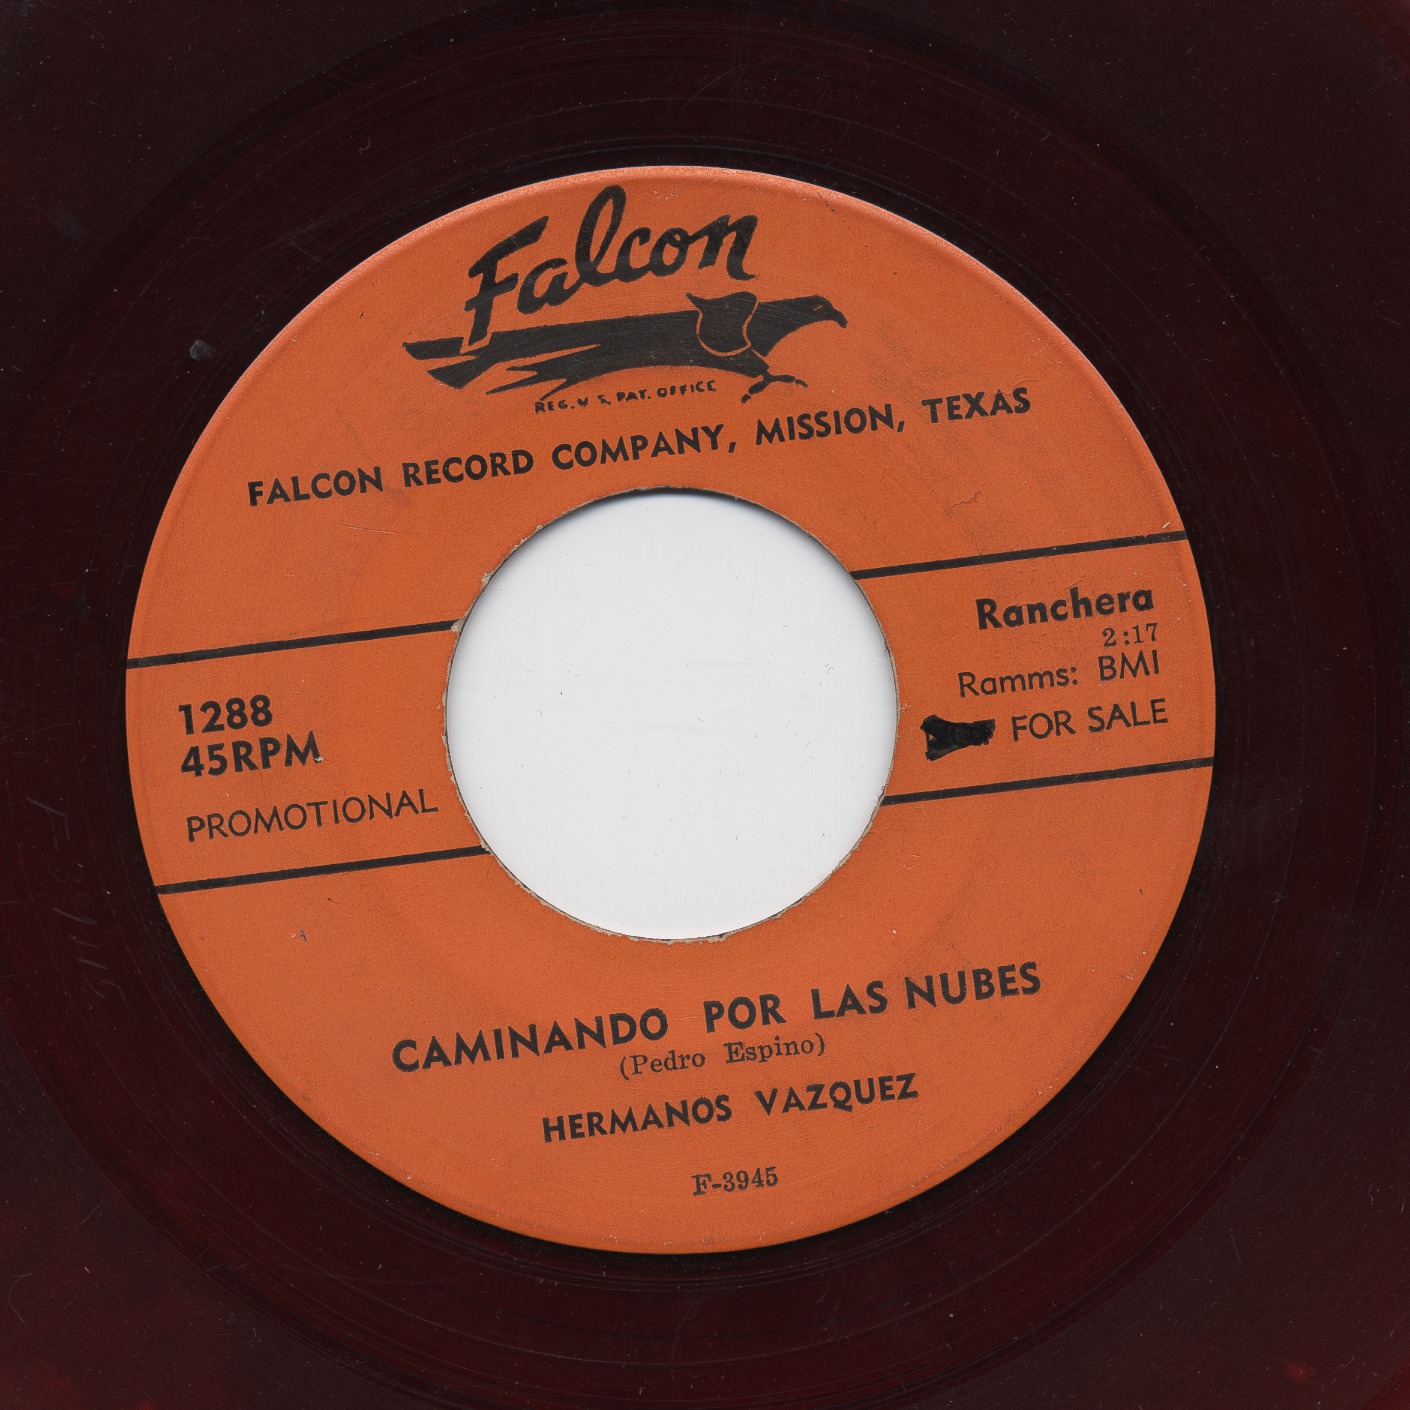 Falcon
REG. U.S. PAT. OFFICE
FALCON RECORD COMPANY, MISSION, TEXAS
1288
45RPM
PROMOTIONAL
Ranchera
2:17
Ramms: BMI
FOR SALE
CAMINANDO POR LAS NUBES
(Pedro Espino)
HERMANOS VAZQUEZ
F-3945